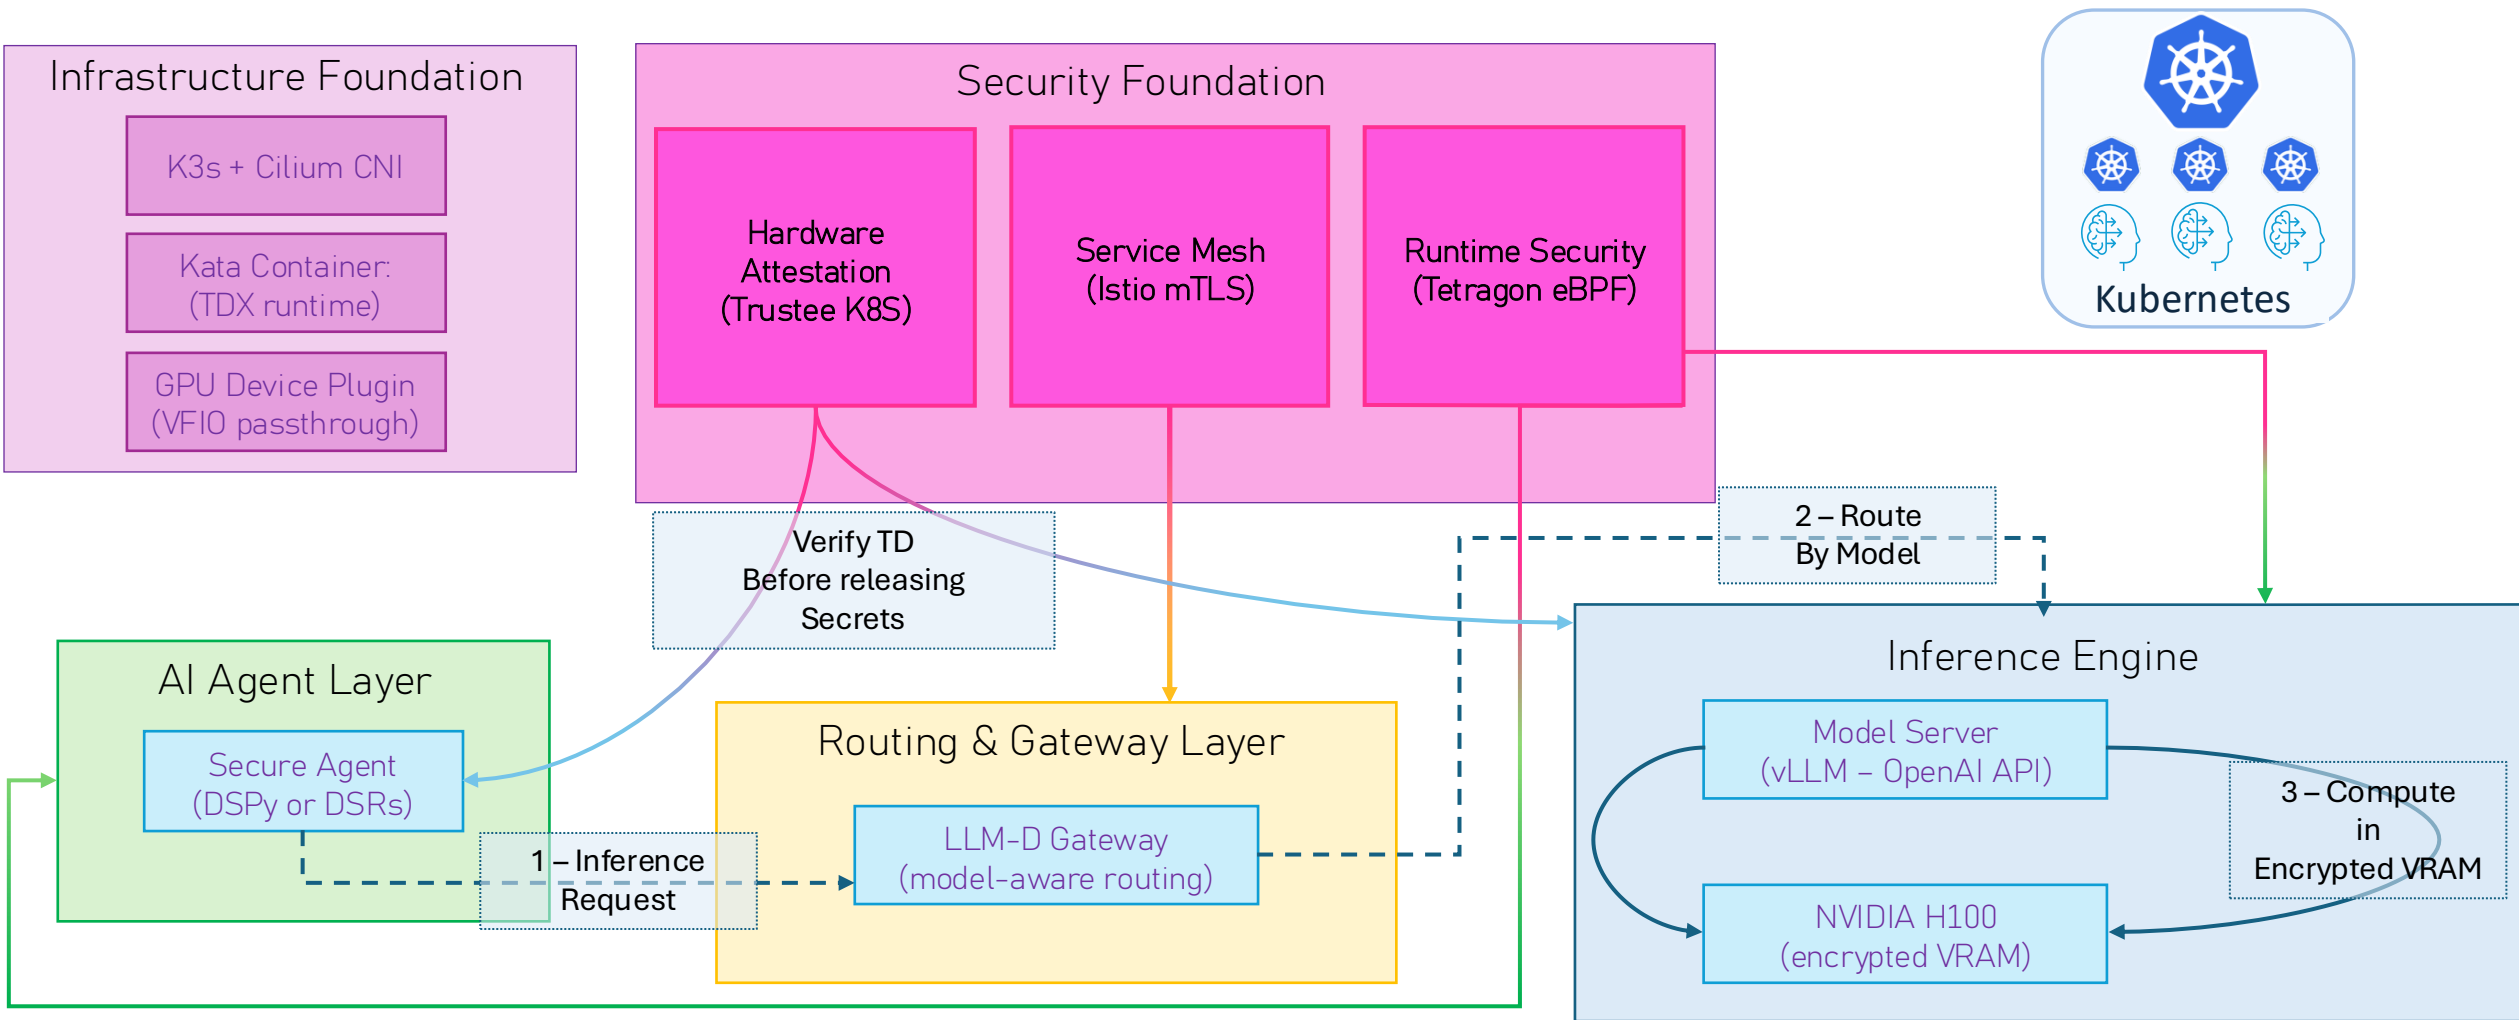 Infrastructure Foundation
K3s + Cilium CNI
Kata Container:
(TDX runtime)
GPU Device Plugin
(VFIO passthrough)
Security Foundation
Hardware
Attestation
(Trustee K8S)
Service Mesh
(Istio mTLS)
Runtime Security
(Tetragon eBPF)
Kubernetes
Verify TD
Before releasing
Secrets
2 – Route
By Model
AI Agent Layer
Secure Agent
(DSPy or DSRs)
1 – Inference
Request
Routing & Gateway Layer
LLM-D Gateway
(model-aware routing)
Inference Engine
Model Server
(vLLM – OpenAI API)
3 – Compute
in
Encrypted VRAM
NVIDIA H100
(encrypted VRAM)